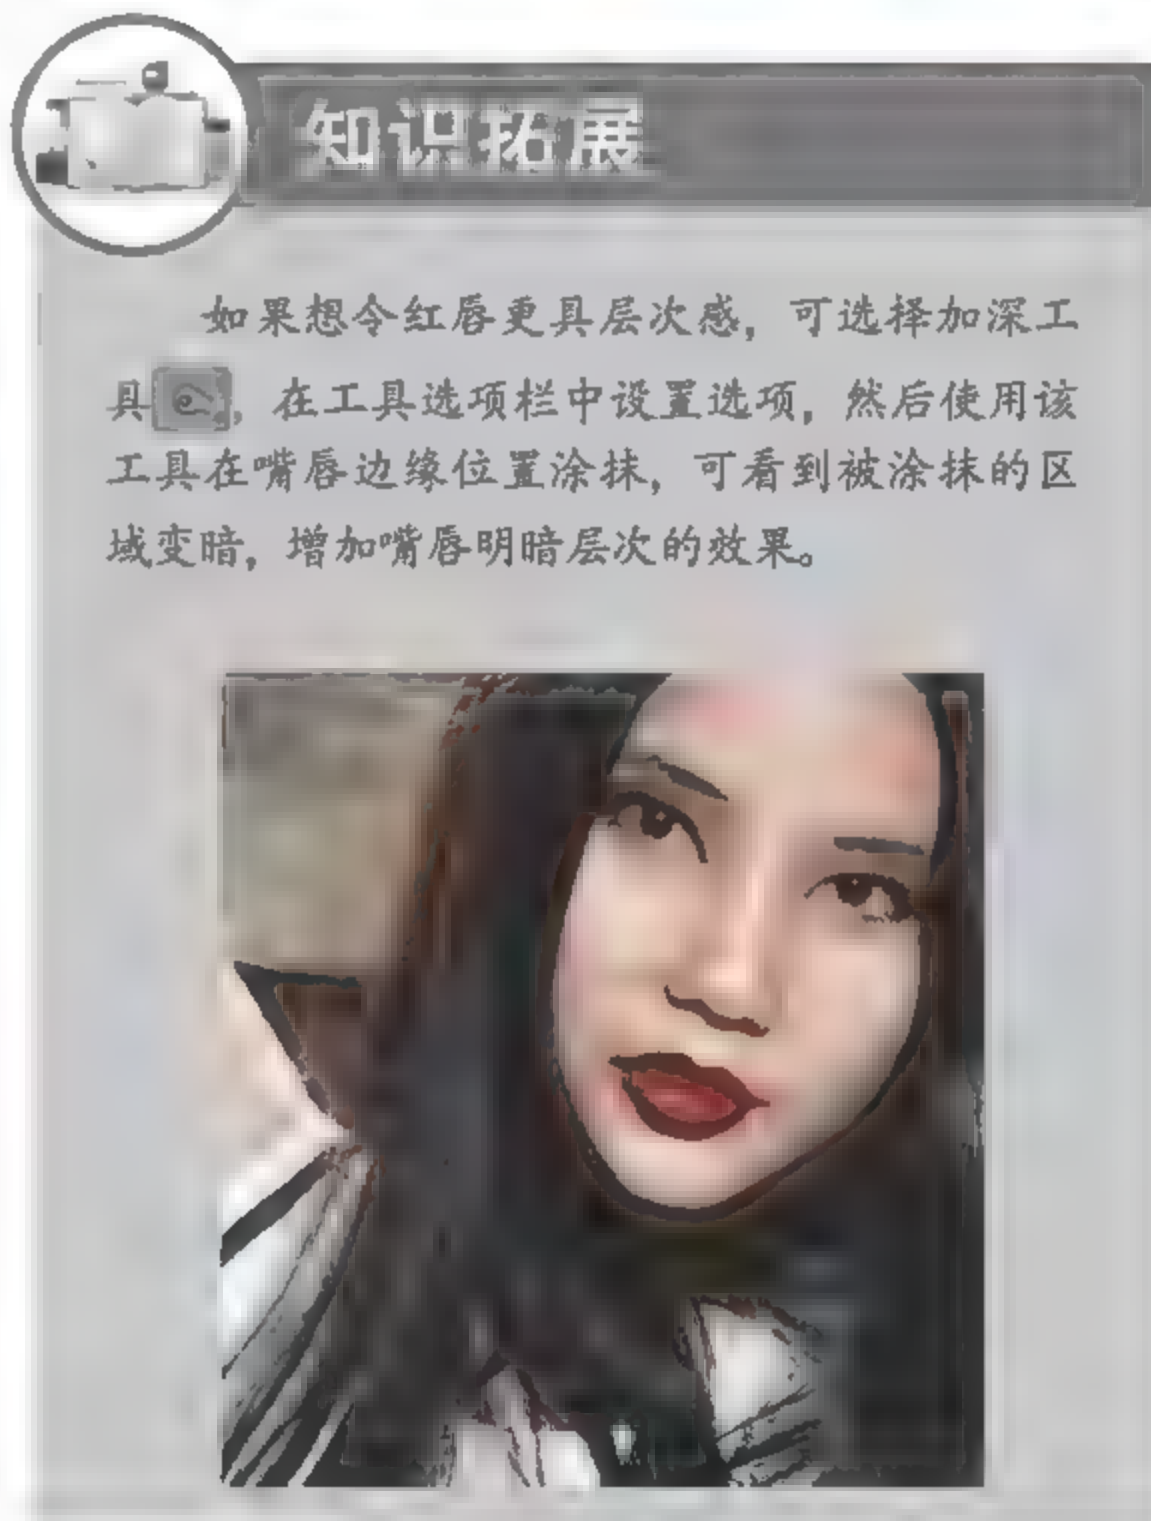 知识拓展
如果想令红唇更具层次感，可选择加深工
具，在工具选项栏中设置选项，然后使用该
工具在嘴唇边缘位置涂抹，可看到被涂抹的区
域变暗，增加嘴唇明暗层次的效果。